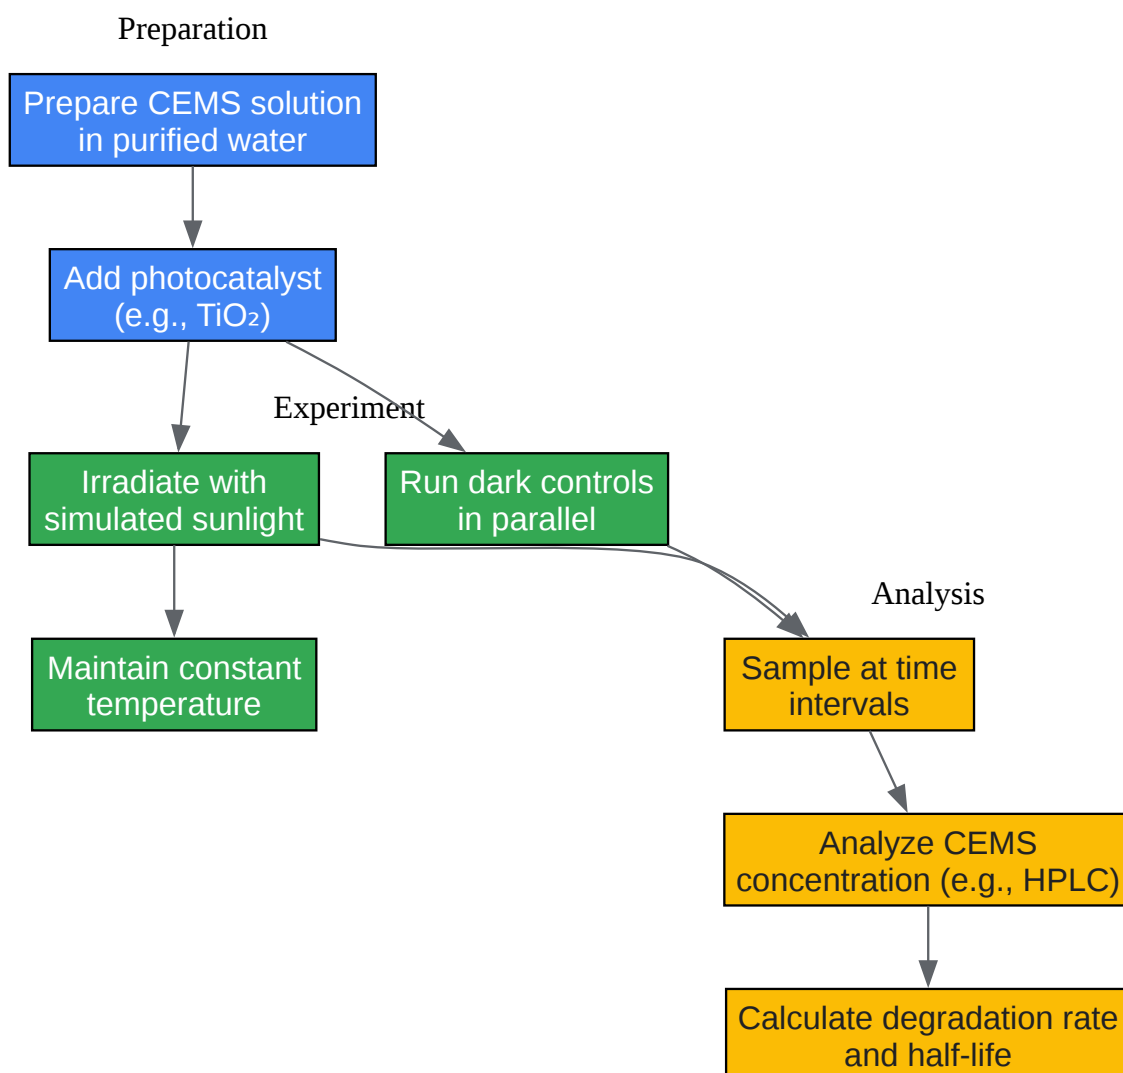 Preparation
Prepare CEMS solution
in purified water
Add photocatalyst
(e.g., TiO₂)
Experiment
Irradiate with
simulated sunlight
Run dark controls
in parallel
Maintain constant
temperature
Analysis
Sample at time
intervals
Analyze CEMS
concentration (e.g., HPLC)
Calculate degradation rate
and half-life